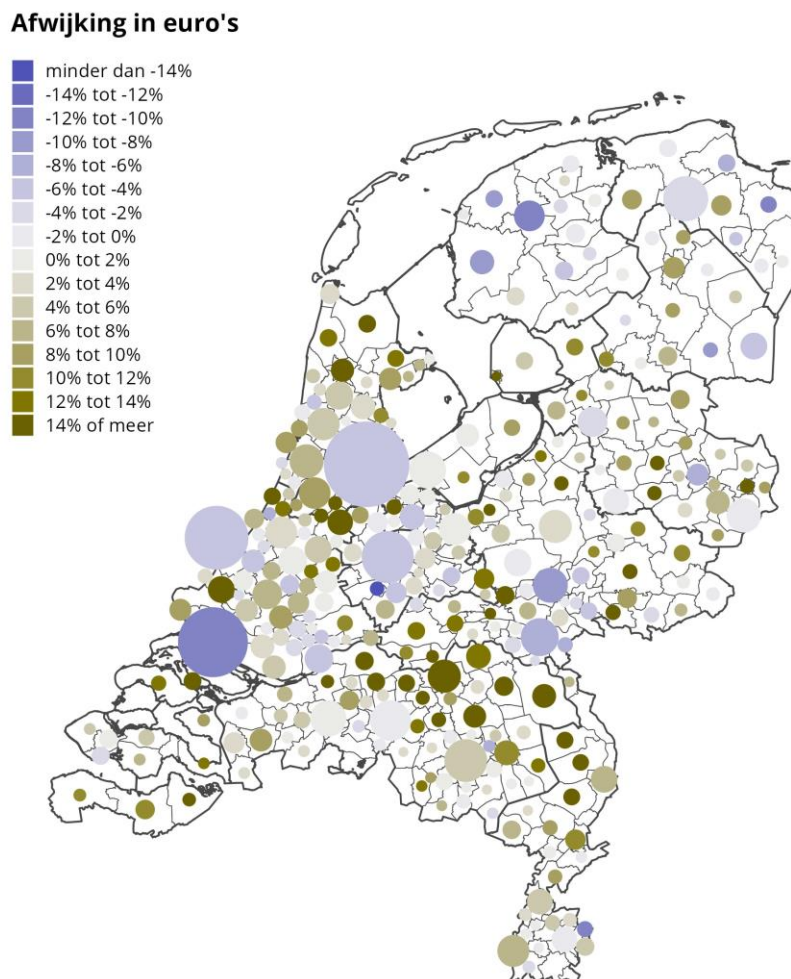 Afwijking in euro's
minder dan -14%
-14% tot -12%
-12% tot -10%
-10% tot -8%
-8% tot -6%
-6% tot -4%
-4% tot -2%
-2% tot 0%
0% tot 2%
2% tot 4%
4% tot 6%
6% tot 8%
8% tot 10%
10% tot 12%
12% tot 14%
14% of meer